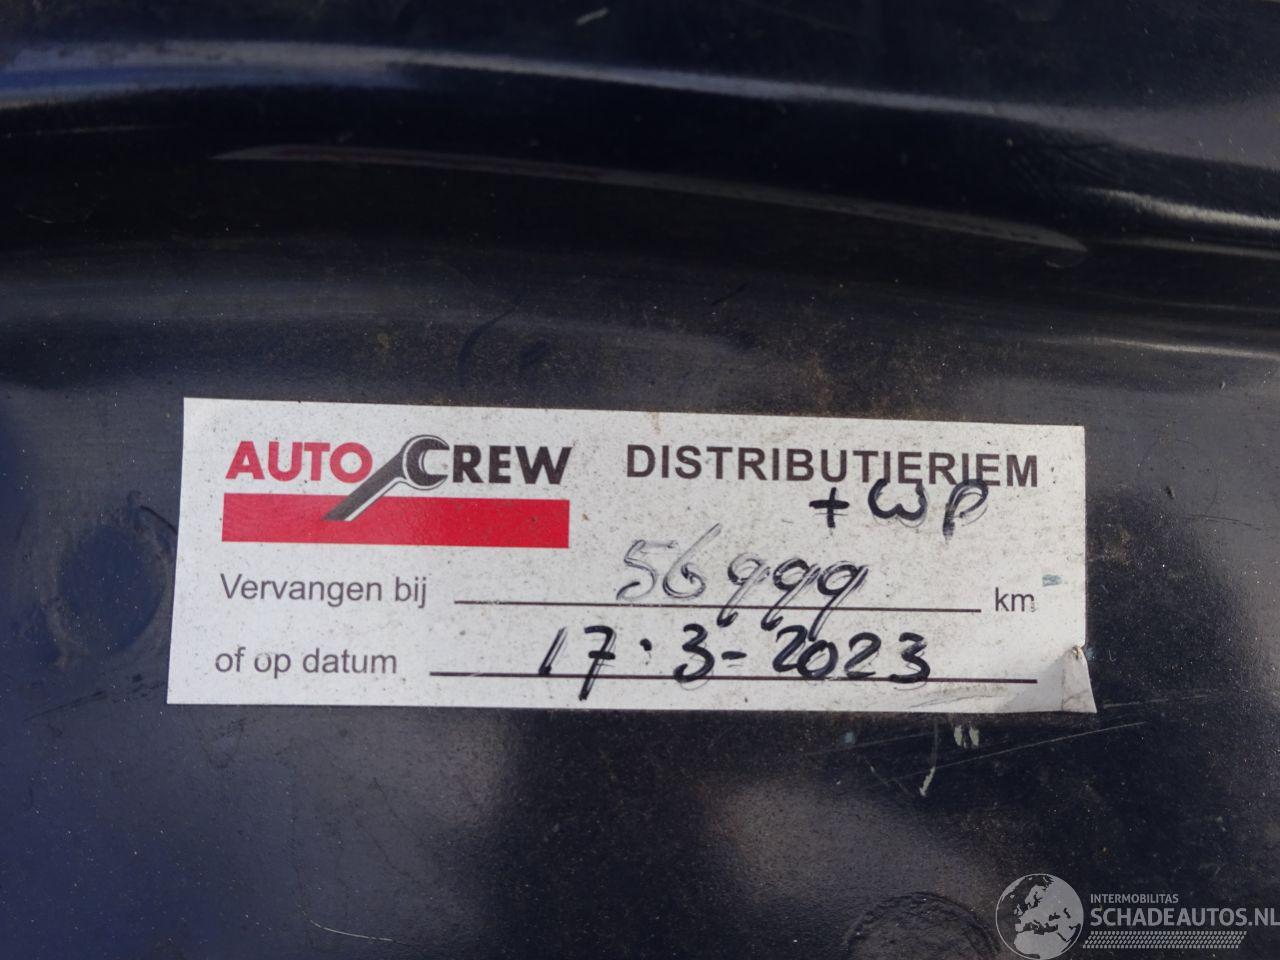 AUTO CREW DISTRIBUTIERIEM
+ WP
Vervangen bij 56999 km
of op datum 17·3-2023
INTERMOBILITAS
SCHADEAUTOS.NL